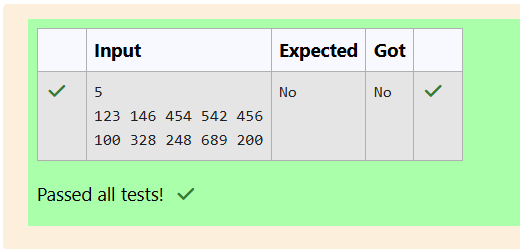 Input Expected Got
5 No No
123 146 454 542 456
100 328 248 689 200
Passed all tests!